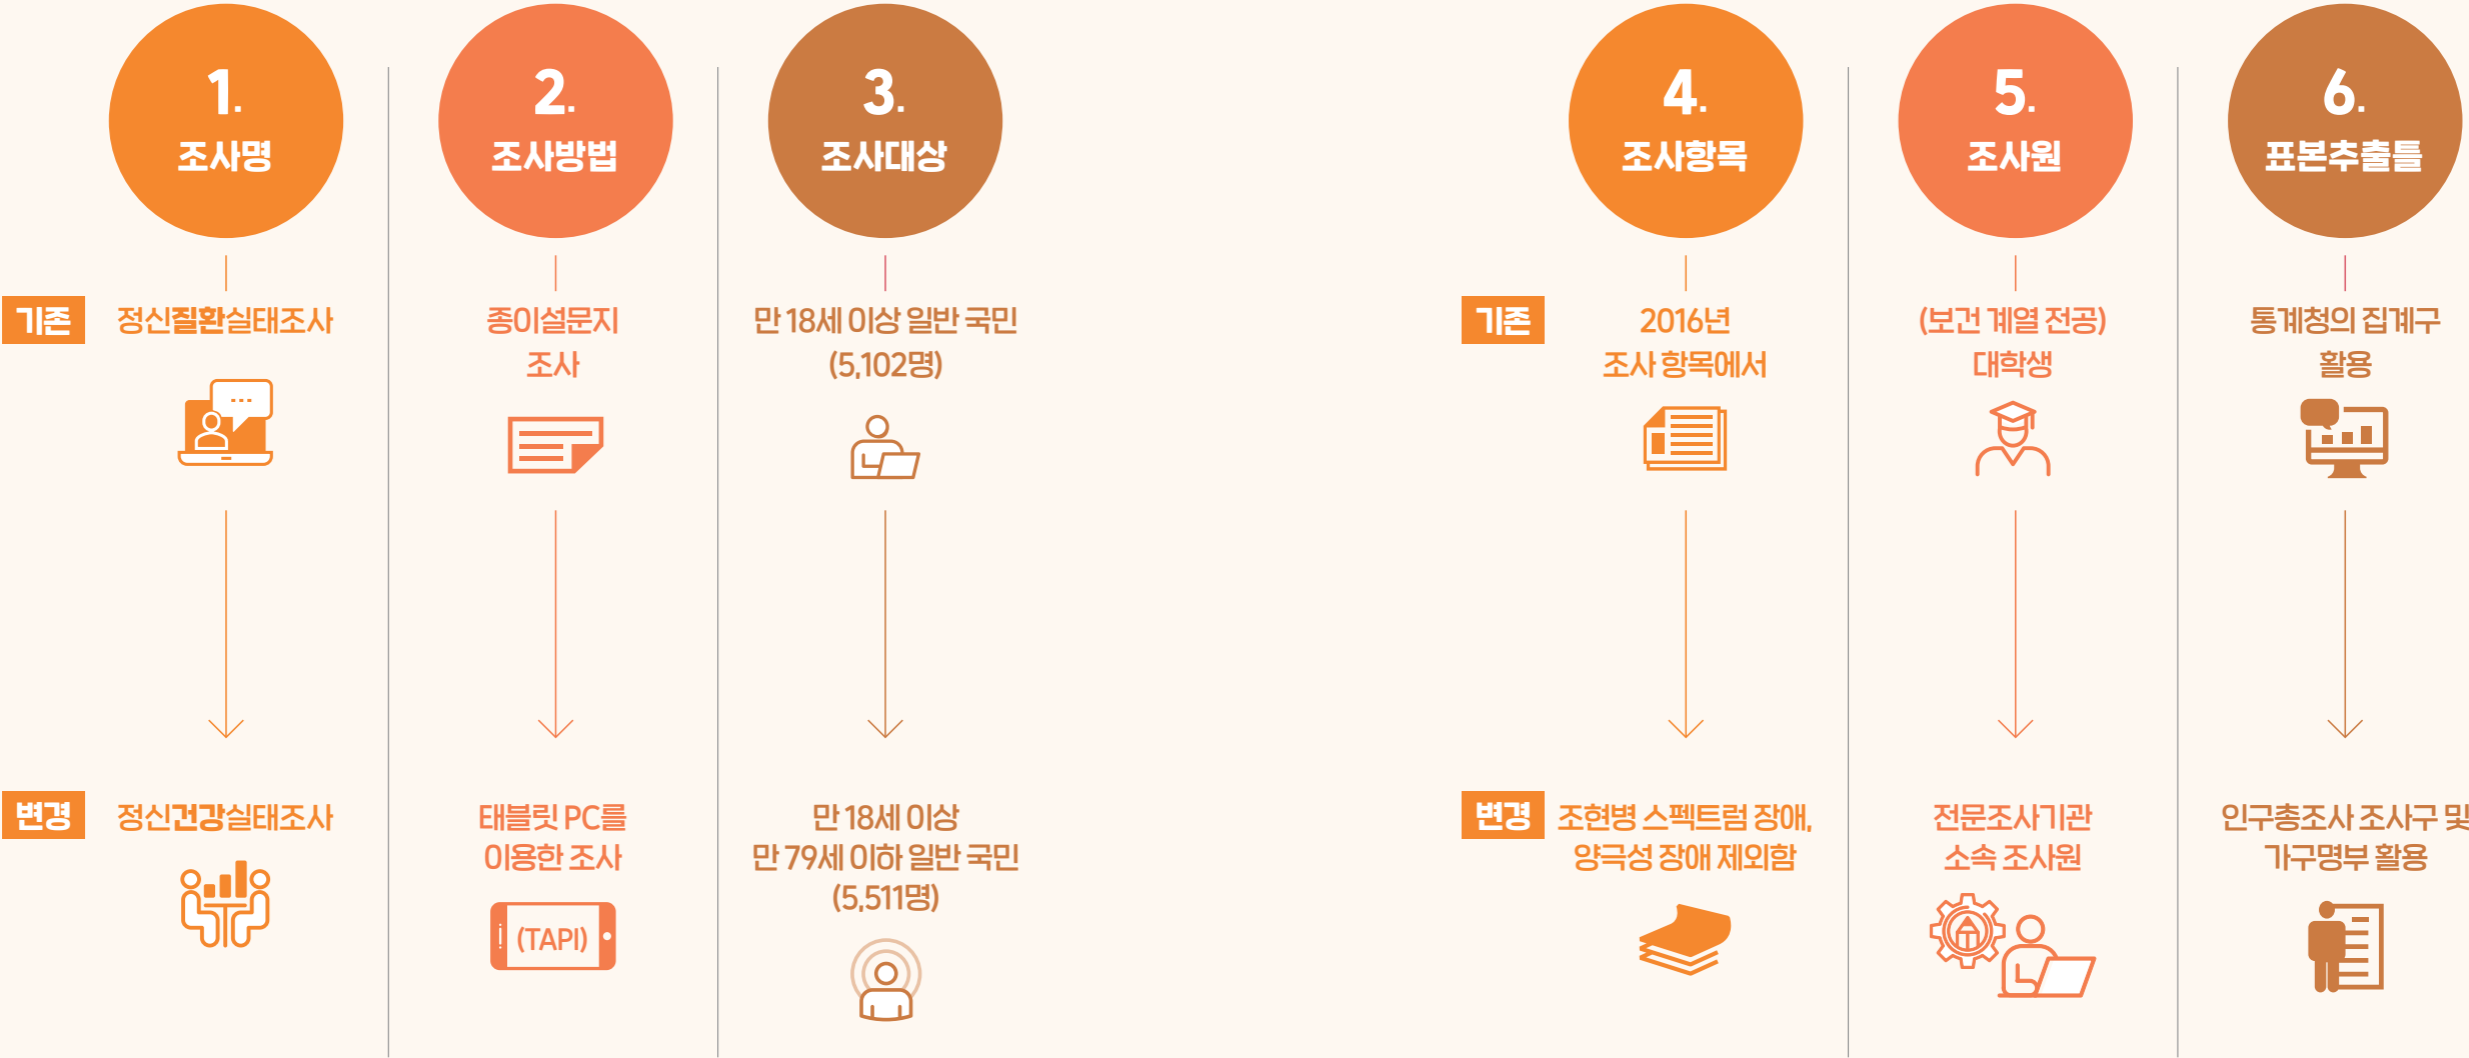 1.
조사명
2.
조사방법
3.
조사대상
4.
조사항목
5.
조사원
6.
표본추출틀
기존
정신질환실태조사
종이설문지
조사
만 18세 이상 일반 국민
(5,102명)
기존
2016년
조사 항목에서
(보건 계열 전공)
대학생
통계청의 집계구
활용
변경
정신건강실태조사
태블릿 PC를
이용한 조사
(TAPI)
만 18세 이상
만 79세 이하 일반 국민
(5,511명)
변경
조현병 스펙트럼 장애,
양극성 장애 제외함
전문조사기관
소속 조사원
인구총조사 조사구 및
가구명부 활용